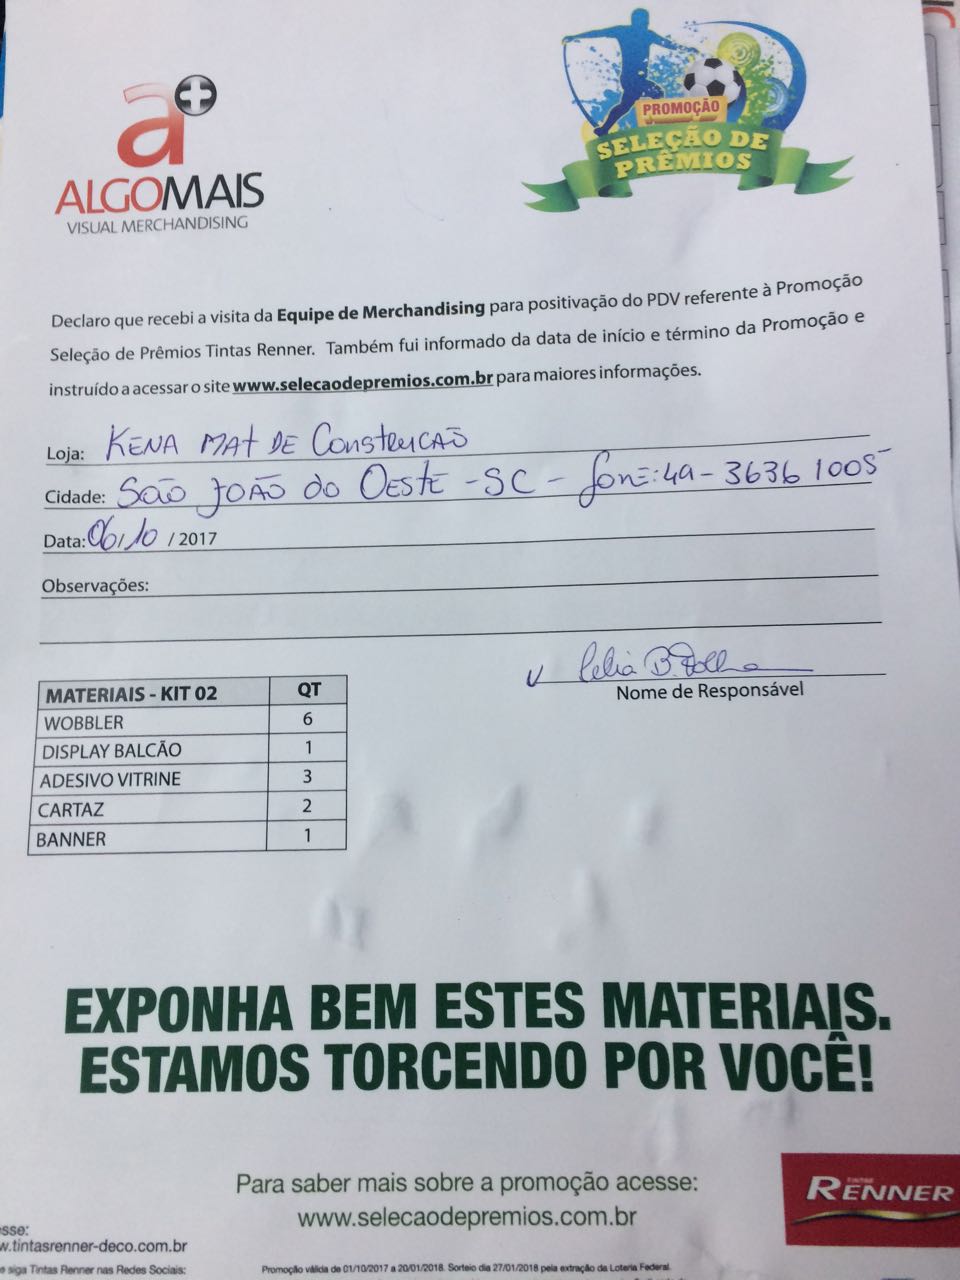 a+
ALGOMAIS
VISUAL MERCHANDISING
PROMOÇÃO
SELEÇÃO DE
PRÊMIOS
Declaro que recebi a visita da Equipe de Merchandising para positivação do PDV referente à Promoção
Seleção de Prêmios Tintas Renner. Também fui informado da data de início e término da Promoção e
instruído a acessar o site www.selecaodepremios.com.br para maiores informações.
Loja: KENA MAT DE CONSTRUCAÕ
Cidade: SÃO JOÃO DO OESTE - SC - fone: 49 - 3636 1005
Data: 06/10 / 2017
Observações:
Celia B.
Nome de Responsável
MATERIAIS - KIT 02 QT
WOBBLER 6
DISPLAY BALCÃO 1
ADESIVO VITRINE 3
CARTAZ 2
BANNER 1
EXPONHA BEM ESTES MATERIAIS.
ESTAMOS TORCENDO POR VOCÊ!
Para saber mais sobre a promoção acesse:
www.selecaodepremios.com.br
TINTAS
RENNER
esse:
w.tintasrenner-deco.com.br
e siga Tintas Renner nas Redes Sociais:
Promoção válida de 01/10/2017 a 20/01/2018. Sorteio dia 27/01/2018 pela extração da Loteria Federal.